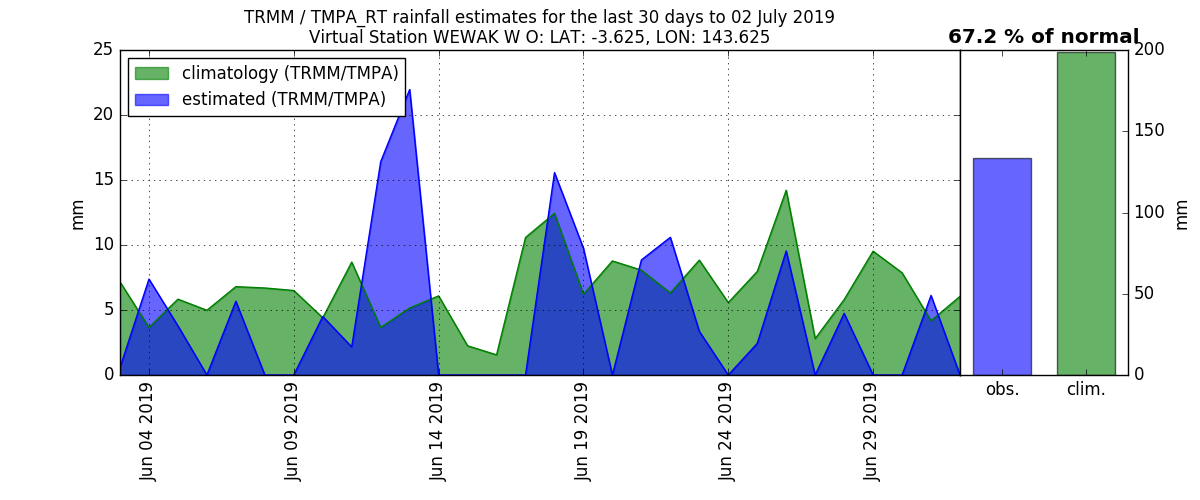 TRMM / TMPA_RT rainfall estimates for the last 30 days to 02 July 2019
Virtual Station WEWAK W O: LAT: -3.625, LON: 143.625
67.2 % of normal
climatology (TRMM/TMPA)
estimated (TRMM/TMPA)
mm
25
20
15
10
5
0
Jun 04 2019
Jun 09 2019
Jun 14 2019
Jun 19 2019
Jun 24 2019
Jun 29 2019
obs.
clim.
200
150
100
50
0
mm